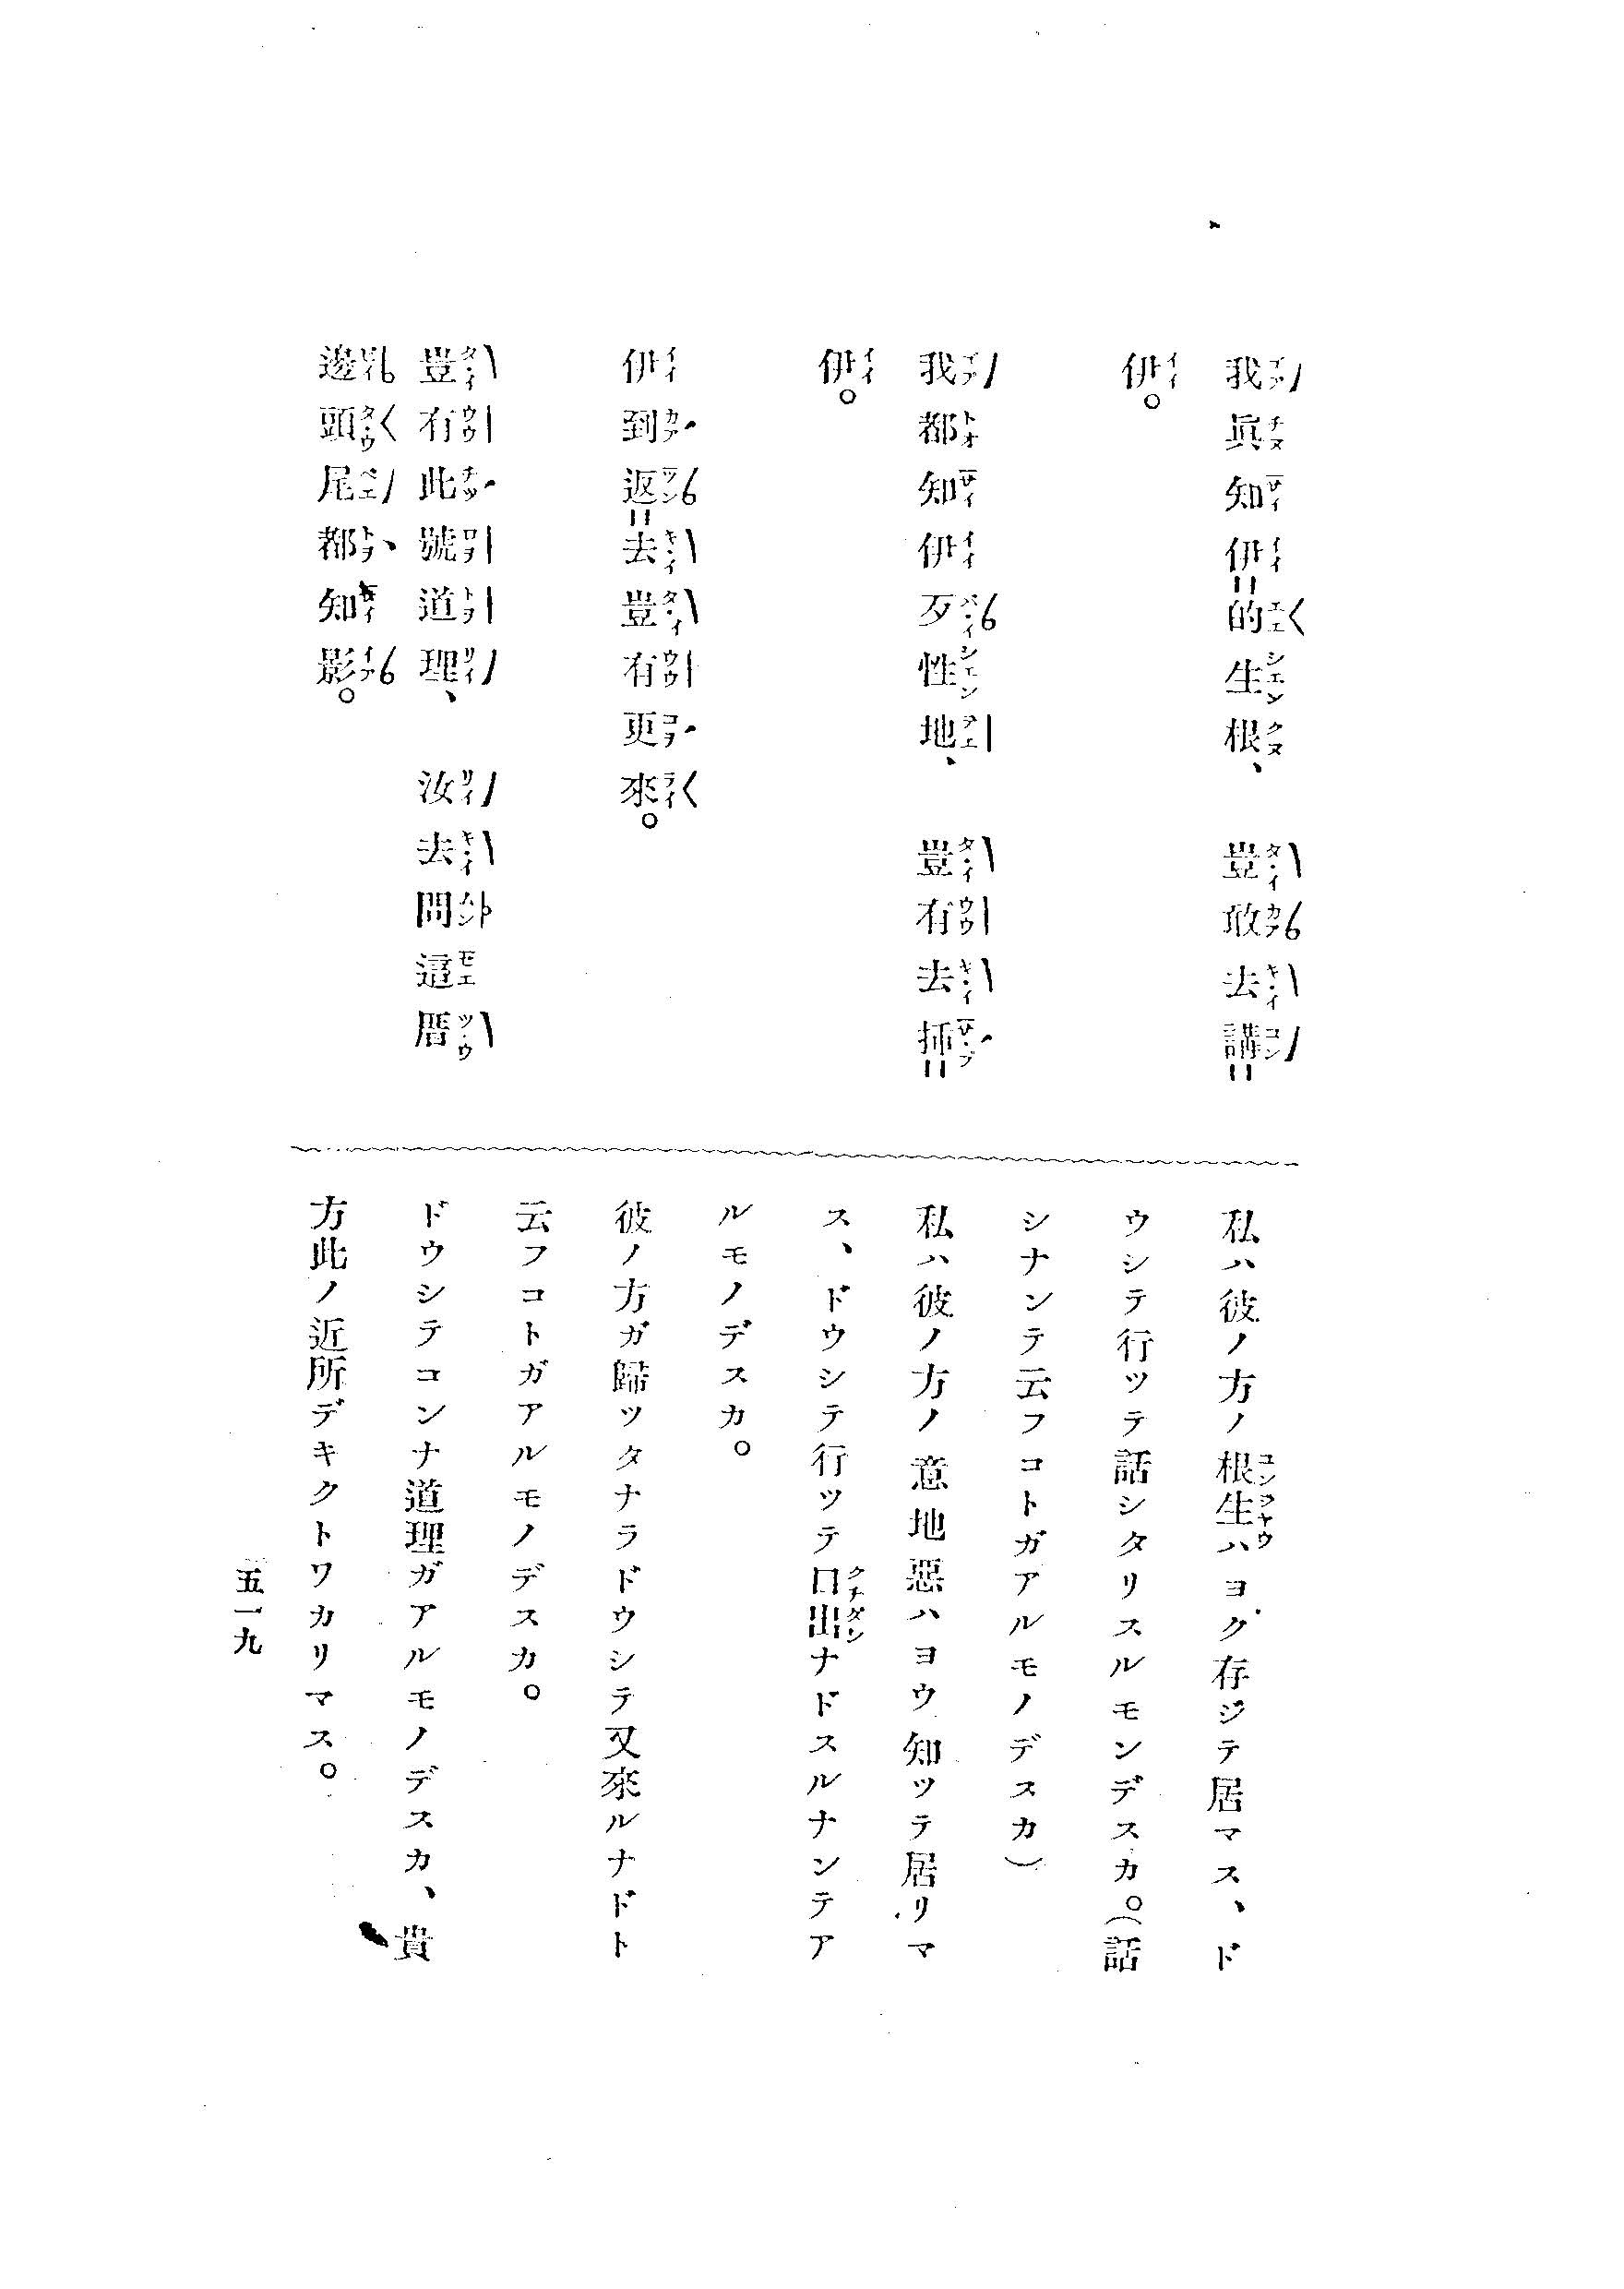 我眞知伊=的生根、豈敢去講=
伊。
我都知伊歹性地、豈有去揷=
伊。
伊到返=去豈有更來。
豈有此號道理、汝去問這厝
邊頭尾都知影。
私ハ彼ノ方ノ根生ハヨク存ジテ居マス、ド
ウシテ行ッテ話シタリスルモンデスカ。(話
シナンテ云フコトガアルモノデスカ)
私ハ彼ノ方ノ意地惡ハヨウ知ッテ居リマ
ス、ドウシテ行ッテ口出ナドスルナンテア
ルモノデスカ。
彼ノ方ガ歸ッタナラドウシテ又來ルナドト
云フコトガアルモノデスカ。
ドウシテコンナ道理ガアルモノデスカ、貴
方此ノ近所デキクトワカリマス。
五一九